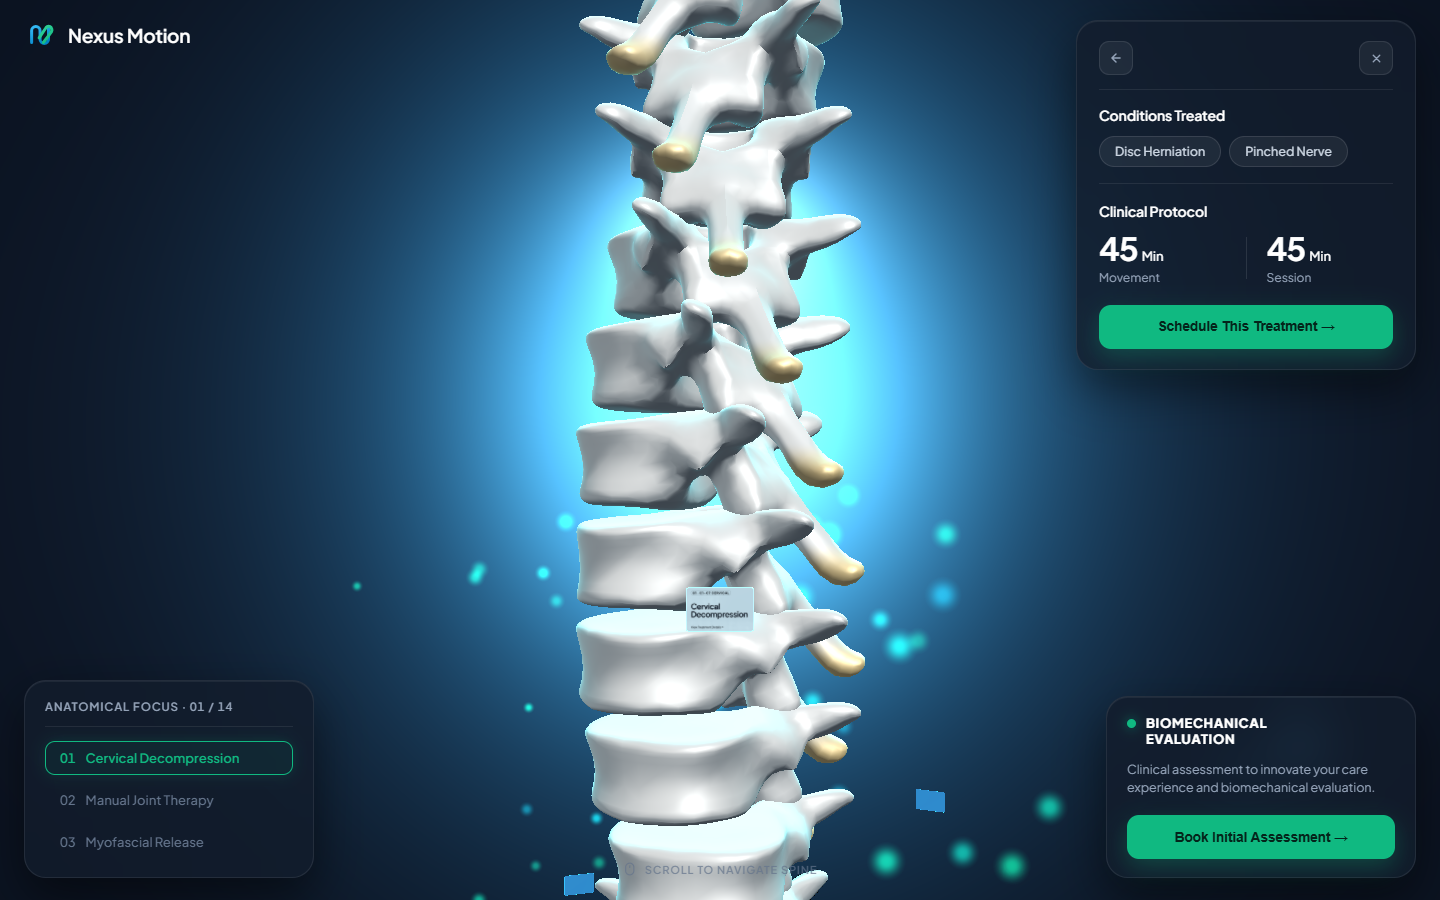 Nexus Motion
Conditions Treated
Disc Herniation
Pinched Nerve
Clinical Protocol
45 Min
Movement
45 Min
Session
Schedule This Treatment →
Cervical
Decompression
ANATOMICAL FOCUS · 01 / 14
01 Cervical Decompression
02 Manual Joint Therapy
03 Myofascial Release
BIOMECHANICAL
EVALUATION
Clinical assessment to innovate your care
experience and biomechanical evaluation.
Book Initial Assessment →
SCROLL TO NAVIGATE SPINE